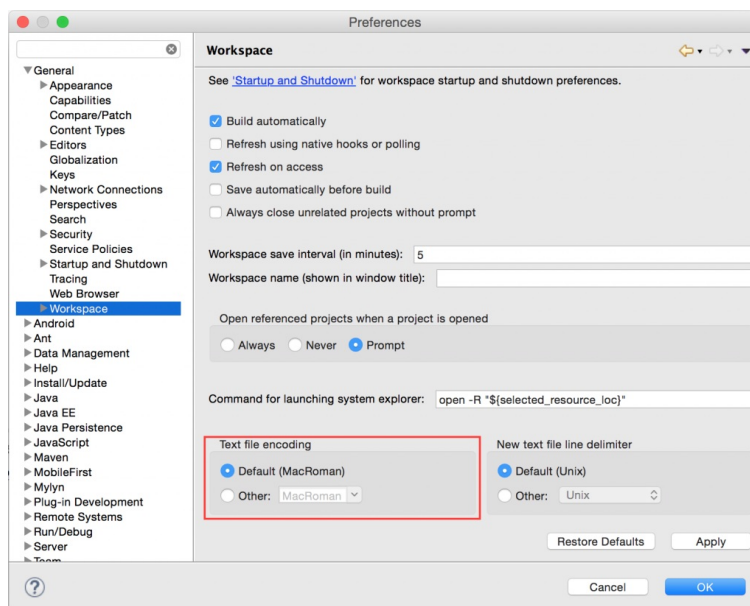 Preferences
Workspace
See 'Startup and Shutdown' for workspace startup and shutdown preferences.
Build automatically
Refresh using native hooks or polling
Refresh on access
Save automatically before build
Always close unrelated projects without prompt
Workspace save interval (in minutes): 5
Workspace name (shown in window title):
Open referenced projects when a project is opened
Always Never Prompt
Command for launching system explorer: open -R "${selected_resource_loc}"
Text file encoding
Default (MacRoman)
Other: MacRoman
New text file line delimiter
Default (Unix)
Other: Unix
Restore Defaults Apply
General
Appearance
Capabilities
Compare/Patch
Content Types
Editors
Globalization
Keys
Network Connections
Perspectives
Search
Security
Service Policies
Startup and Shutdown
Tracing
Web Browser
Workspace
Android
Ant
Data Management
Help
Install/Update
Java
Java EE
Java Persistence
JavaScript
Maven
MobileFirst
Mylyn
Plug-in Development
Remote Systems
Run/Debug
Server
Team
? Cancel OK